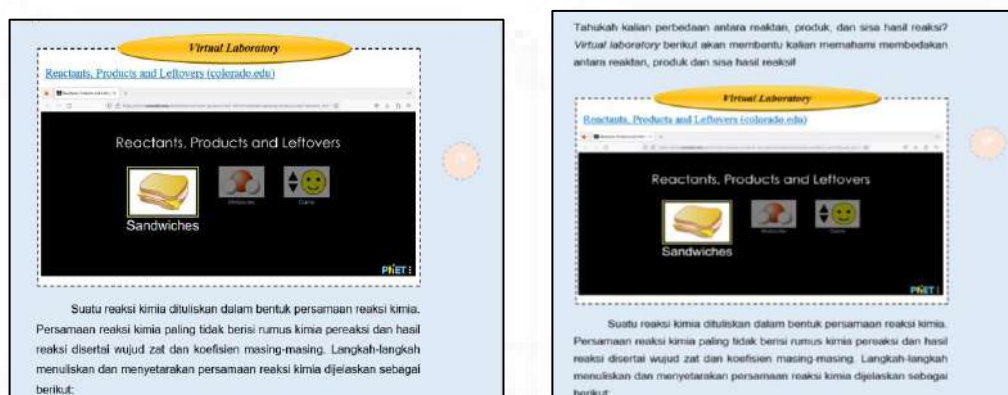 Virtual Laboratory
Reactants, Products and Leftovers (colorado.edu)
Reactants, Products and Leftovers
Sandwiches
Molecules
Game
PhET
Suatu reaksi kimia dituliskan dalam bentuk persamaan reaksi kimia.
Persamaan reaksi kimia paling tidak berisi rumus kimia pereaksi dan hasil
reaksi disertai wujud zat dan koefisien masing-masing. Langkah-langkah
menuliskan dan menyetarakan persamaan reaksi kimia dijelaskan sebagai
berikut:
Tahukah kalian perbedaan antara reaktan, produk, dan sisa hasil reaksi?
Virtual laboratory berikut akan membantu kalian memahami membedakan
antara reaktan, produk dan sisa hasil reaksi!
Virtual Laboratory
Reactants, Products and Leftovers (colorado.edu)
Reactants, Products and Leftovers
Sandwiches
Molecules
Game
PhET
Suatu reaksi kimia dituliskan dalam bentuk persamaan reaksi kimia.
Persamaan reaksi kimia paling tidak berisi rumus kimia pereaksi dan hasil
reaksi disertai wujud zat dan koefisien masing-masing. Langkah-langkah
menuliskan dan menyetarakan persamaan reaksi kimia dijelaskan sebagai
berikut: